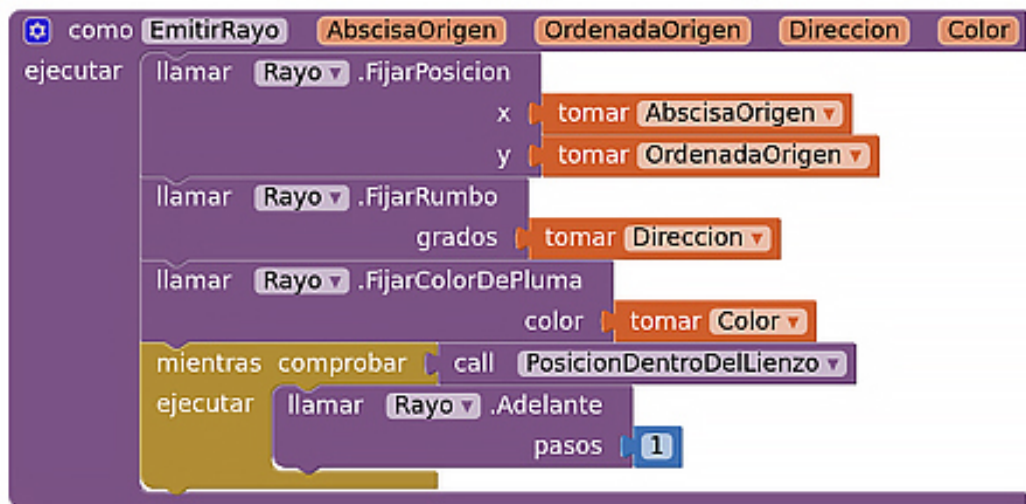 como EmitirRayo AbscisaOrigen OrdenadaOrigen Direccion Color
ejecutar llamar Rayo .FijarPosicion
x tomar AbscisaOrigen
y tomar OrdenadaOrigen
llamar Rayo .FijarRumbo
grados tomar Direccion
llamar Rayo .FijarColorDePluma
color tomar Color
mientras comprobar call PosicionDentroDelLienzo
ejecutar llamar Rayo .Adelante
pasos 1